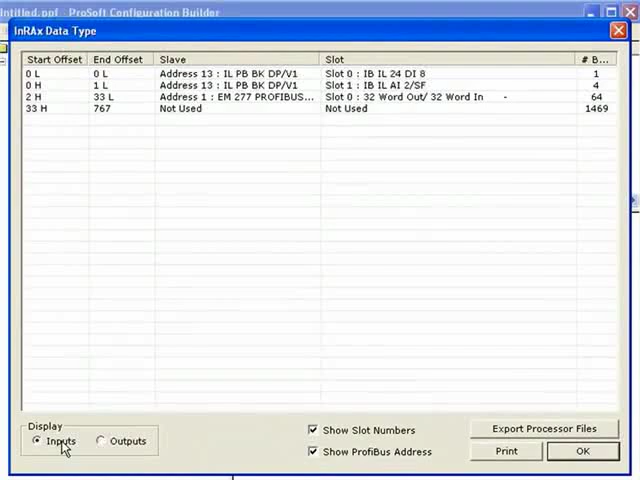 Untitled.ppf - ProSoft Configuration Builder
InRAx Data Type
Start Offset End Offset Slave Slot # B...
0 L 0 L Address 13 : IL PB BK DP/V1 Slot 0 : IB IL 24 DI 8 1
0 H 1 L Address 13 : IL PB BK DP/V1 Slot 1 : IB IL AI 2/SF 4
2 H 33 L Address 1 : EM 277 PROFIBUS... Slot 0 : 32 Word Out/ 32 Word In - 64
33 H 767 Not Used Not Used 1469
Display
Inputs Outputs
Show Slot Numbers
Show ProfiBus Address
Export Processor Files
Print OK